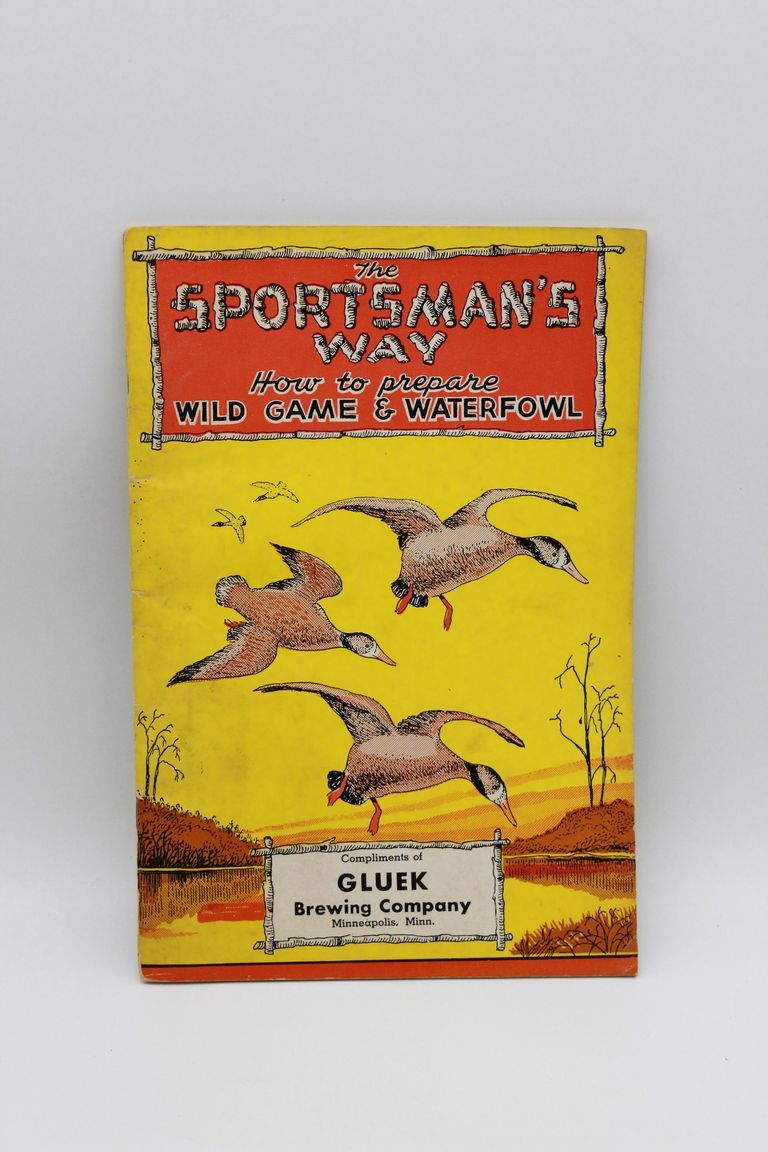 The
SPORTSMAN'S
WAY
How to prepare
WILD GAME & WATERFOWL
Compliments of
GLUEK
Brewing Company
Minneapolis, Minn.